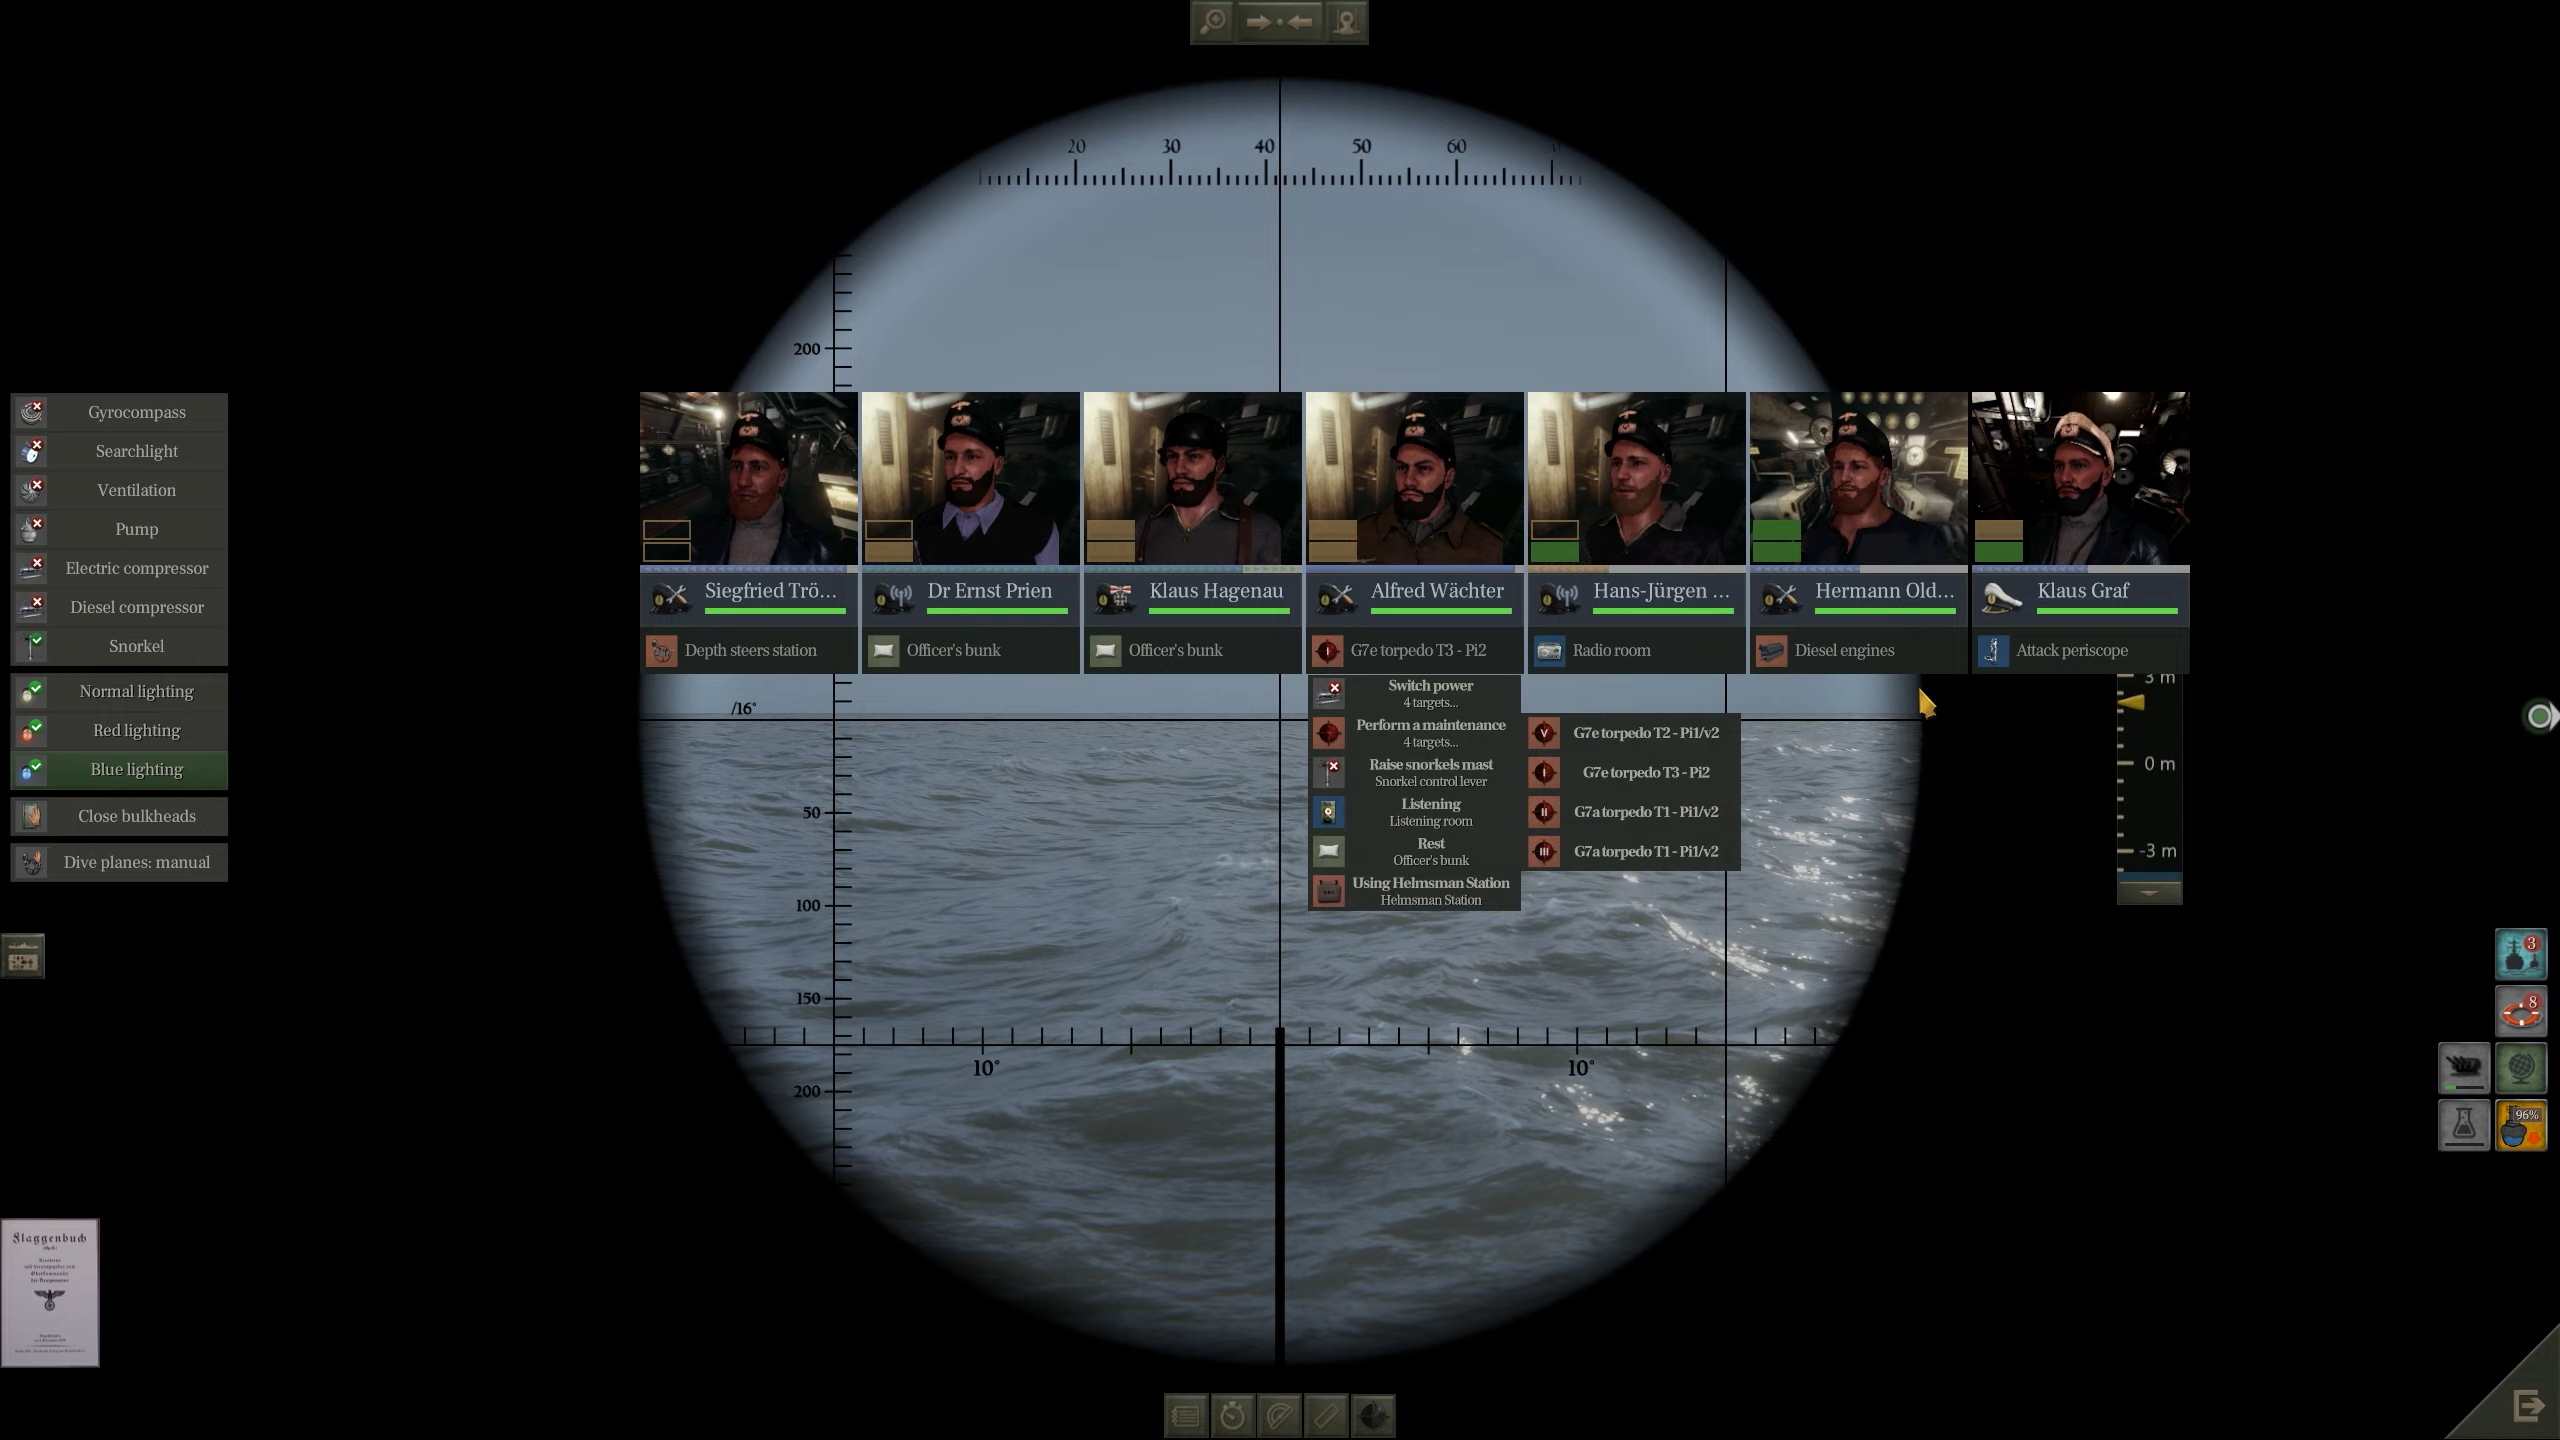 20 30 40 50 60
200
Gyrocompass
Searchlight
Ventilation
Pump
Electric compressor
Diesel compressor
Snorkel
Normal lighting
Red lighting
Blue lighting
Close bulkheads
Dive planes: manual
Siegfried Trö...
Depth steers station
Dr Ernst Prien
Officer's bunk
Klaus Hagenau
Officer's bunk
Alfred Wächter
G7e torpedo T3 - Pi2
Hans-Jürgen ...
Radio room
Hermann Old...
Diesel engines
Klaus Graf
Attack periscope
Switch power
4 targets...
Perform a maintenance
4 targets...
Raise snorkels mast
Snorkel control lever
Listening
Listening room
Rest
Officer's bunk
Using Helmsman Station
Helmsman Station
V G7e torpedo T2 - Pi1/v2
I G7e torpedo T3 - Pi2
II G7a torpedo T1 - Pi1/v2
III G7a torpedo T1 - Pi1/v2
/16°
50
100
150
200
10° 10°
3 m
0 m
-3 m
3
8
96%
Flaggenbuch